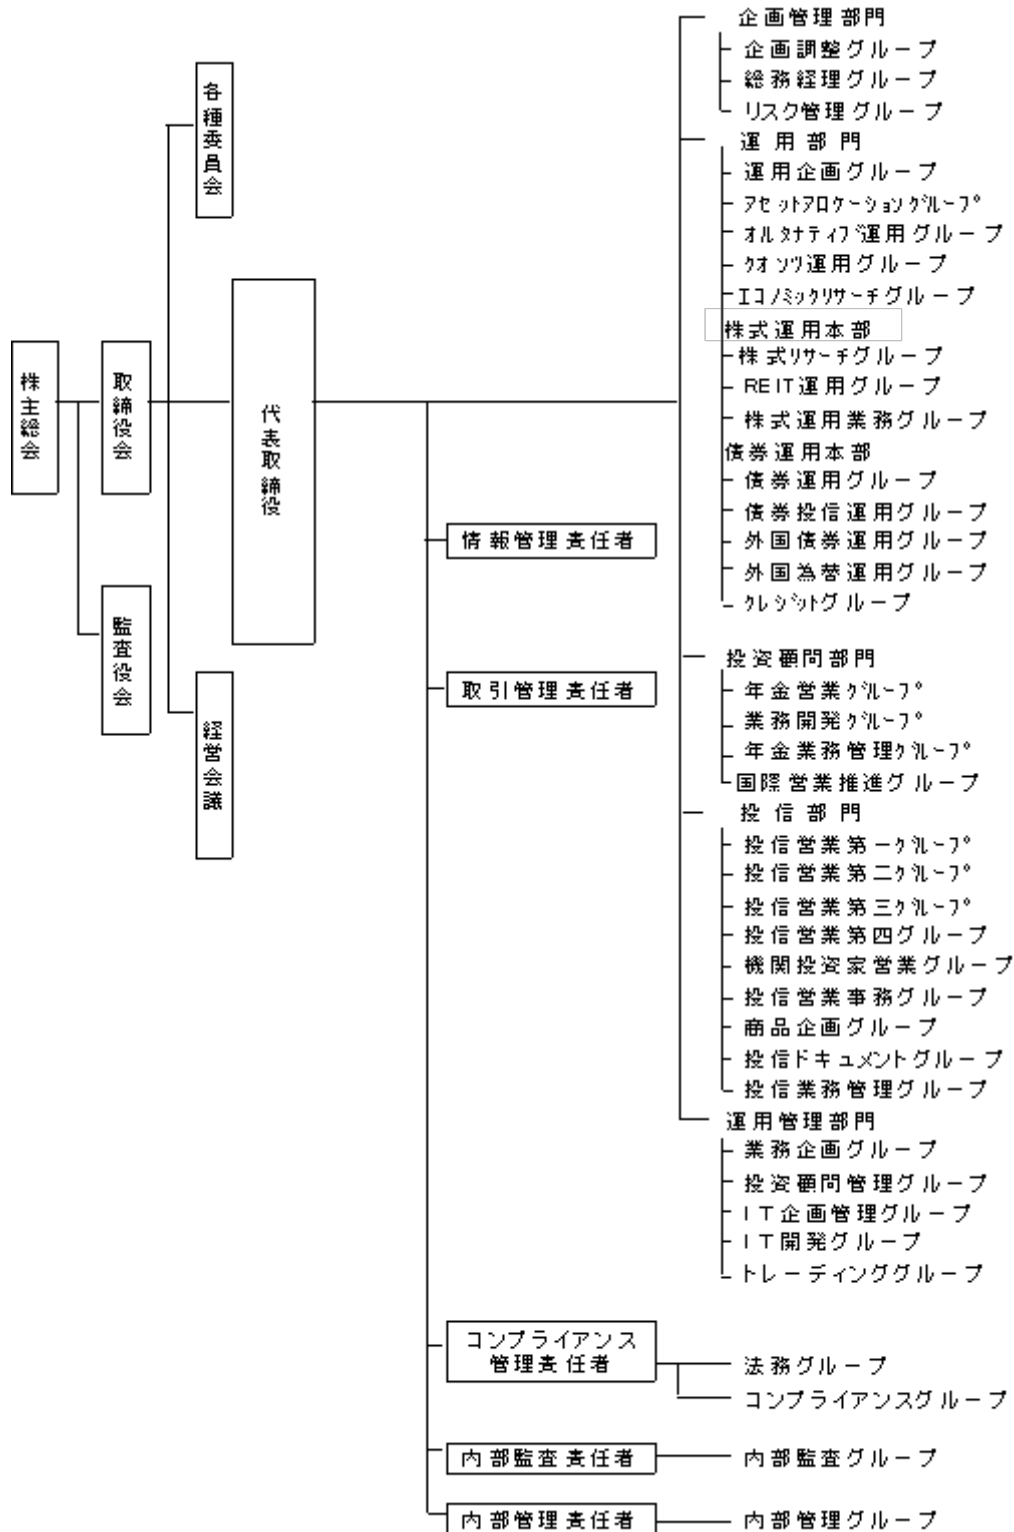 株主総会
取締役会
監査役会
各種委員会
代表取締役
経営会議
企画管理部門
企画調整グループ
総務経理グループ
リスク管理グループ
運用部門
運用企画グループ
アセットアロケーショングループ
オルタナティブ運用グループ
クオンツ運用グループ
エコノミックリサーチグループ
株式運用本部
株式リサーチグループ
REIT運用グループ
株式運用業務グループ
債券運用本部
債券運用グループ
債券投信運用グループ
外国債券運用グループ
外国為替運用グループ
クレジットグループ
情報管理責任者
取引管理責任者
投資顧問部門
年金営業グループ
業務開発グループ
年金業務管理グループ
国際営業推進グループ
投信部門
投信営業第一グループ
投信営業第二グループ
投信営業第三グループ
投信営業第四グループ
機関投資家営業グループ
投信営業事務グループ
商品企画グループ
投信ドキュメントグループ
投信業務管理グループ
運用管理部門
業務企画グループ
投資顧問管理グループ
IT企画管理グループ
IT開発グループ
トレーディンググループ
コンプライアンス
管理責任者
法務グループ
コンプライアンスグループ
内部監査責任者
内部監査グループ
内部管理責任者
内部管理グループ